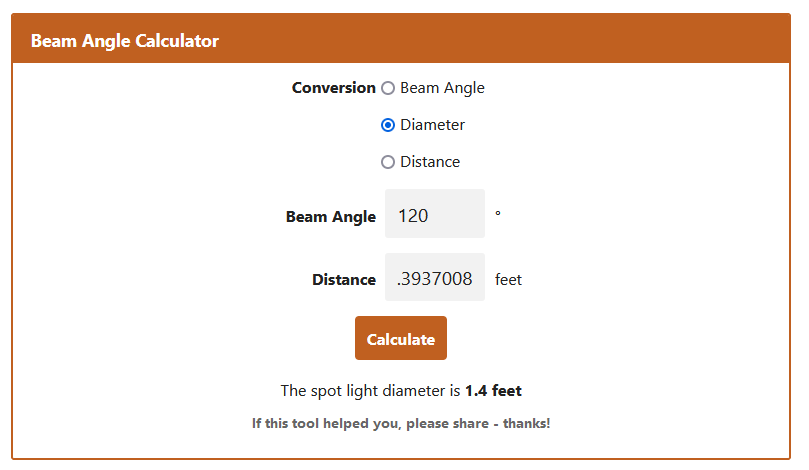 Beam Angle Calculator
Conversion Beam Angle
Diameter
Distance
Beam Angle 120 °
Distance .3937008 feet
Calculate
The spot light diameter is 1.4 feet
If this tool helped you, please share - thanks!